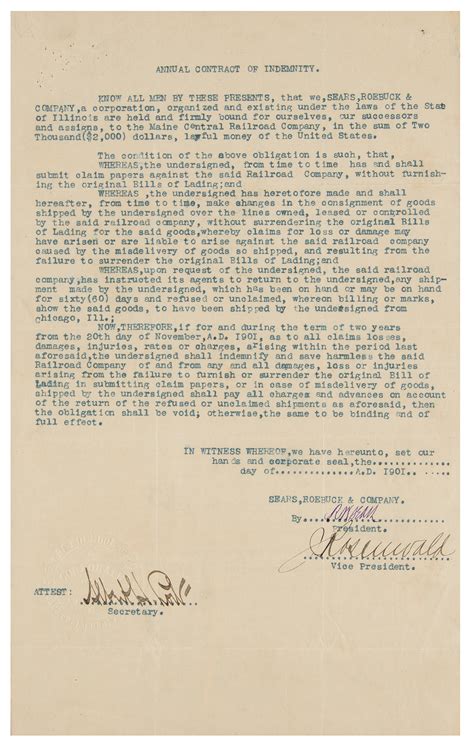 ANNUAL CONTRACT OF INDEMNITY.
KNOW ALL MEN BY THESE PRESENTS, that we,SEARS,ROEBUCK &
COMPANY,a corporation, organized and existing under the laws of the Stat
of Illinois are held and firmly bound for ourselves, our successors
and assigns, to the Maine Central Railroad Company, in the sum of Two
Thousand($2,000) dollars, lawful money of the United States.
The condition of the above obligation is such, that,
WHEREAS,the undersigned, from time to time has and shall
submit claim papers against the said Railroad Company, without furnish-
ing the original Bills of Lading;and
WHEREAS ,the undersigned has heretofore made and shall
hereafter, from time to time, make changes in the consignment of goods
shipped by the undersigned over the lines owned, leased or controlled
by the said railroad company, without surrendering the original Bills
of Lading for the said goods,whereby claims for loss or damage may
have arisen or are liable to arise against the said railroad company
caused by the misdelivery of goods so shipped, and resulting from the
failure to surrender the original Bills of Lading;and
WHEREAS,upon request of the undersigned, the said railroad
company,has instructed its agents to return to the undersigned,any ship-
ment made by the undersigned, which has been on hand or may be on hand
for sixty(60) days and refused or unclaimed, whereon billing or marks,
show the said goods, to have been shipped by the undersigned from
Chicago, Ill.;
NOW,THEREFORE,if for and during the term of two years
from the 20th day of November,A.D. 1901, as to all claims losses,
damages, injuries, rates or charges, arising within the period last
aforesaid,the undersigned shall indemnify and save harmless the said
Railroad Company of and from any and all damages, loss or injuries
arising from the failure to furnish or surrender the original Bill of
Lading in submitting claim papers, or in case of misdelivery of goods,
shipped by the undersigned shall pay all charges and advances on account
of the return of the refused or unclaimed shipments as aforesaid, then
the obligation shall be void; otherwise,the same to be binding and of
full effect.
IN WITNESS WHEREOF,we have hereunto, set our
hands and corporate seal,the..............
day of...................A.D. 1901.. .....
SEARS,ROEBUCK & COMPANY.
By
President.
J Rosenwald
Vice President.
ATTEST:
Secretary.